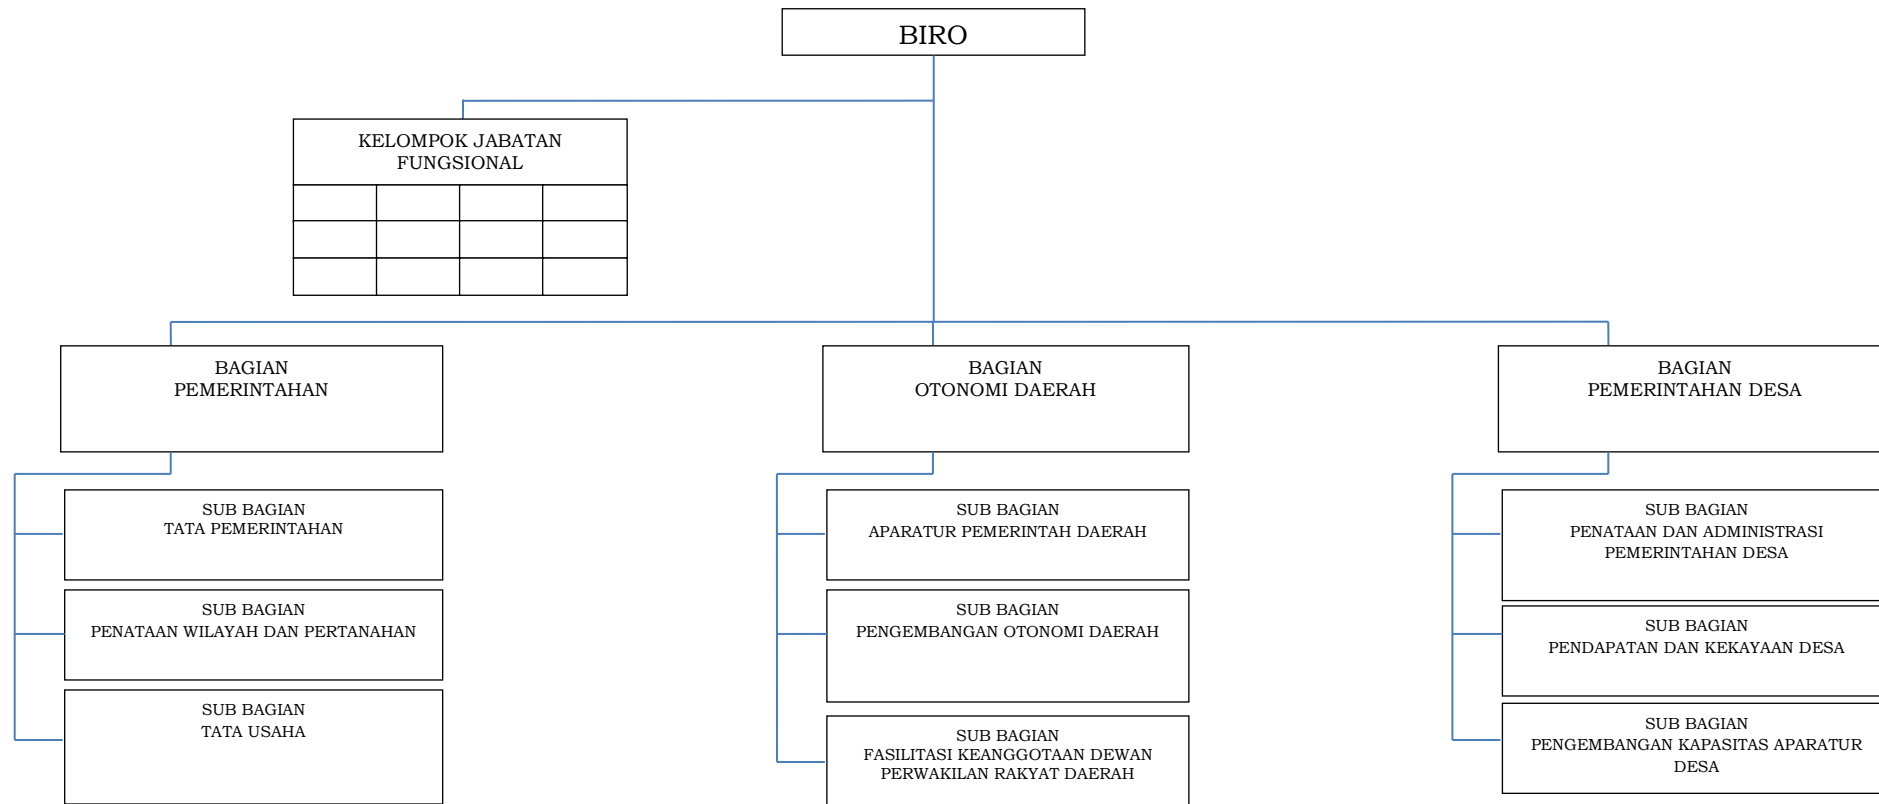 BIRO
KELOMPOK JABATAN
FUNGSIONAL
BAGIAN
PEMERINTAHAN
BAGIAN
OTONOMI DAERAH
BAGIAN
PEMERINTAHAN DESA
SUB BAGIAN
TATA PEMERINTAHAN
SUB BAGIAN
PENATAAN WILAYAH DAN PERTANAHAN
SUB BAGIAN
TATA USAHA
SUB BAGIAN
APARATUR PEMERINTAH DAERAH
SUB BAGIAN
PENGEMBANGAN OTONOMI DAERAH
SUB BAGIAN
FASILITASI KEANGGOTAAN DEWAN
PERWAKILAN RAKYAT DAERAH
SUB BAGIAN
PENATAAN DAN ADMINISTRASI
PEMERINTAHAN DESA
SUB BAGIAN
PENDAPATAN DAN KEKAYAAN DESA
SUB BAGIAN
PENGEMBANGAN KAPASITAS APARATUR
DESA